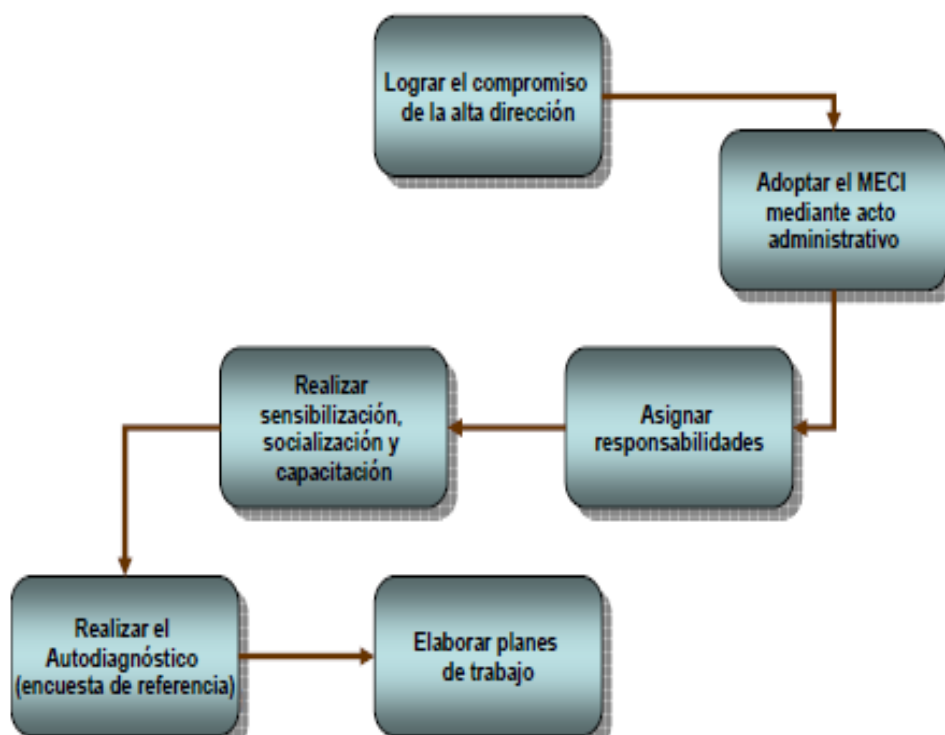 Lograr el compromiso
de la alta dirección
Adoptar el MECI
mediante acto
administrativo
Asignar
responsabilidades
Realizar
sensibilización,
socialización y
capacitación
Realizar el
Autodiagnóstico
(encuesta de referencia)
Elaborar planes
de trabajo